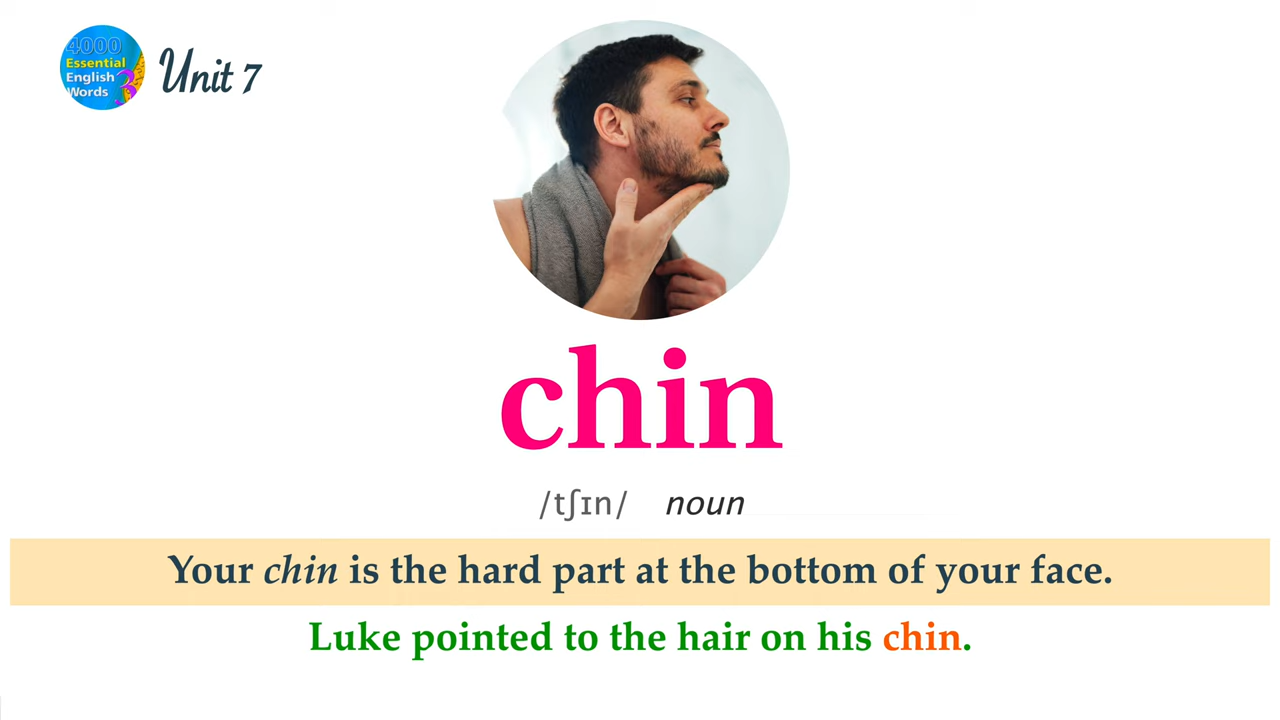 4000
Essential
English
Words 3
Unit 7
chin
/tʃɪn/ noun
Your chin is the hard part at the bottom of your face.
Luke pointed to the hair on his chin.